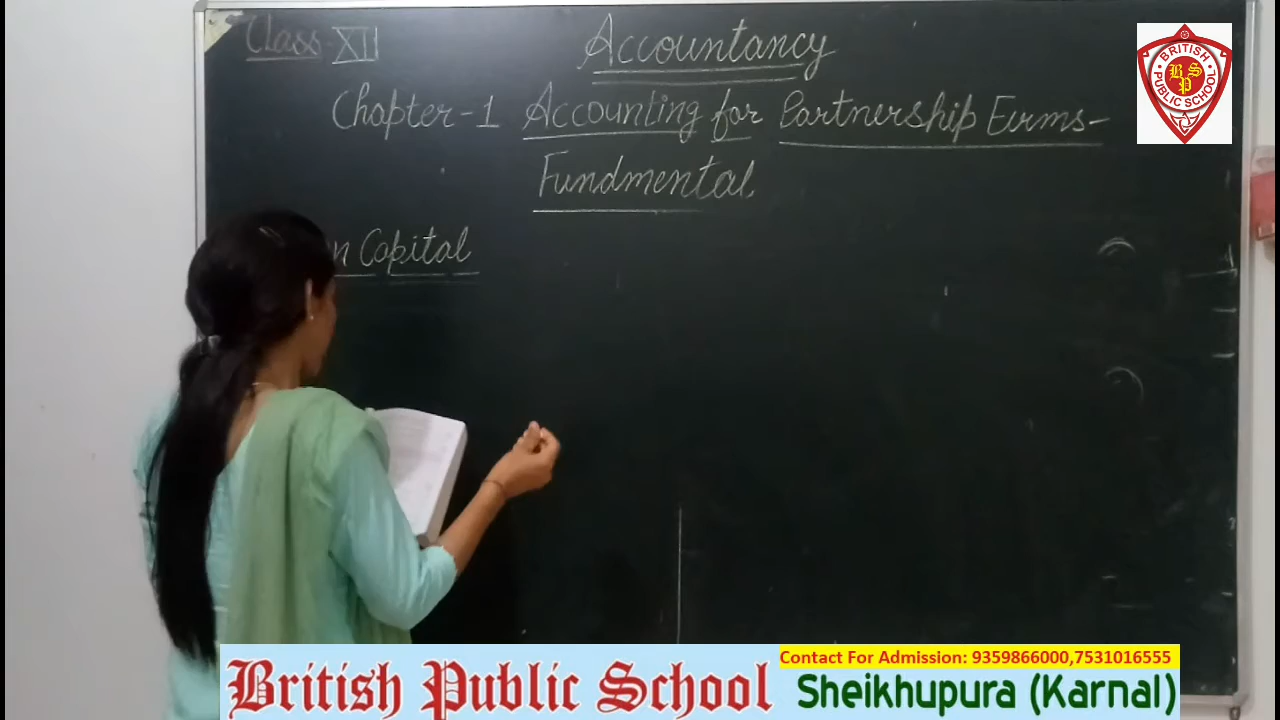 Class XII
Accountancy
Chapter-1 Accounting for Partnership Firms-
Fundmental
n Capital
BRITISH
BSP
PUBLIC SCHOOL
Contact For Admission: 9359866000,7531016555
British Public School Sheikhupura (Karnal)